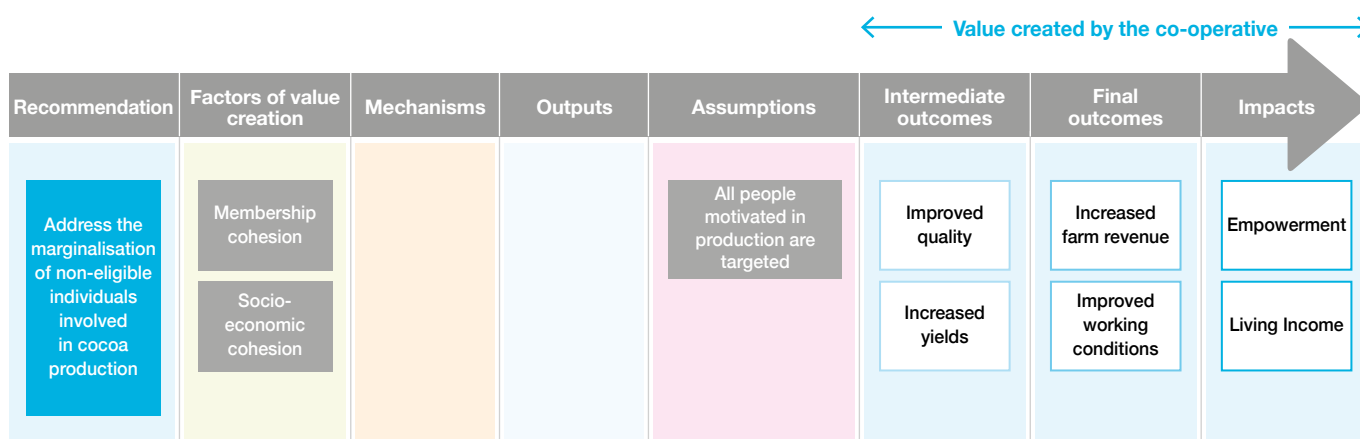 Value created by the co-operative
Recommendation
Factors of value
creation
Mechanisms
Outputs
Assumptions
Intermediate
outcomes
Final
outcomes
Impacts
Address the
marginalisation
of non-eligible
individuals
involved
in cocoa
production
Membership
cohesion
Socio-
economic
cohesion
All people
motivated in
production are
targeted
Improved
quality
Increased
yields
Increased
farm revenue
Improved
working
conditions
Empowerment
Living Income